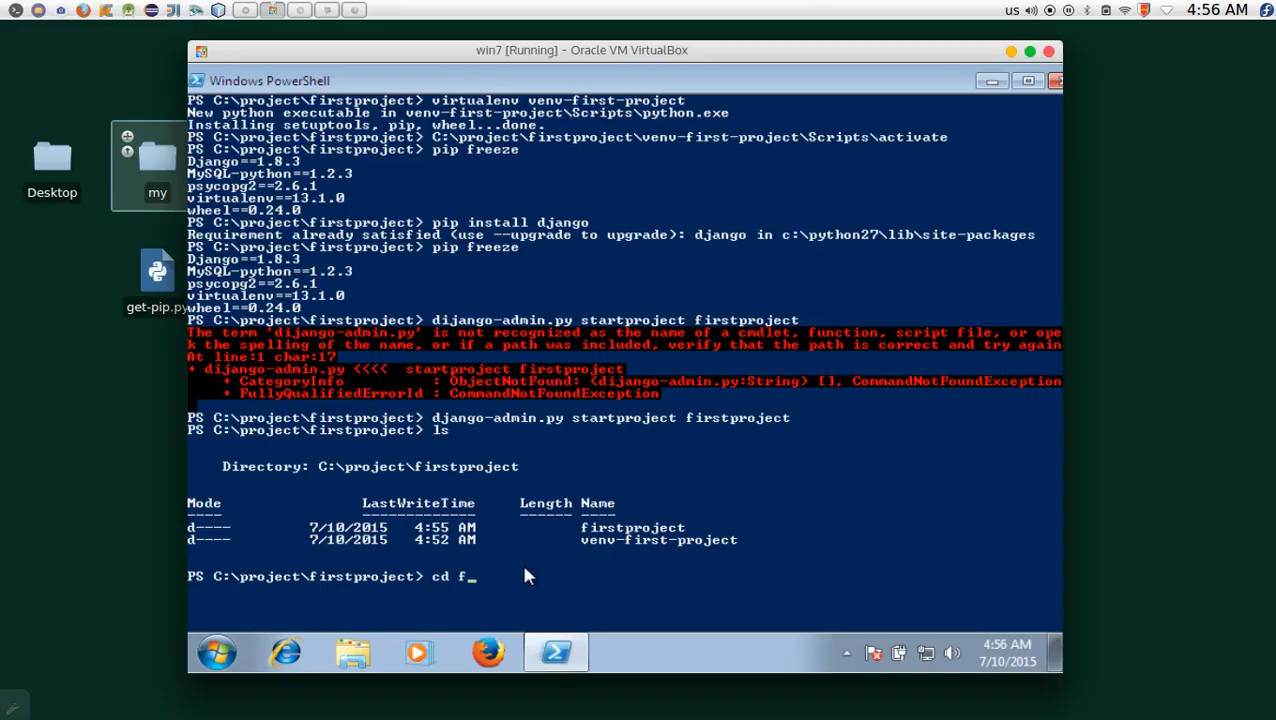 us 4:56 AM
win7 [Running] - Oracle VM VirtualBox
Windows PowerShell
PS C:\project\firstproject> virtualenv venv-first-project
New python executable in venv-first-project\Scripts\python.exe
Installing setuptools, pip, wheel...done.
PS C:\project\firstproject> C:\project\firstproject\venv-first-project\Scripts\activate
PS C:\project\firstproject> pip freeze
Django==1.8.3
MySQL-python==1.2.3
psycopg2==2.6.1
virtualenv==13.1.0
wheel==0.24.0
PS C:\project\firstproject> pip install django
Requirement already satisfied (use --upgrade to upgrade): django in c:\python27\lib\site-packages
PS C:\project\firstproject> pip freeze
Django==1.8.3
MySQL-python==1.2.3
psycopg2==2.6.1
virtualenv==13.1.0
wheel==0.24.0
PS C:\project\firstproject> dijango-admin.py startproject firstproject
The term 'dijango-admin.py' is not recognized as the name of a cmdlet, function, script file, or ope
k the spelling of the name, or if a path was included, verify that the path is correct and try again
At line:1 char:17
+ dijango-admin.py <<<<  startproject firstproject
+ CategoryInfo : ObjectNotFound: (dijango-admin.py:String) [], CommandNotFoundException
+ FullyQualifiedErrorId : CommandNotFoundException
PS C:\project\firstproject> django-admin.py startproject firstproject
PS C:\project\firstproject> ls
Directory: C:\project\firstproject
Mode LastWriteTime Length Name
---- ------------- ------ ----
d---- 7/10/2015 4:55 AM firstproject
d---- 7/10/2015 4:52 AM venv-first-project
PS C:\project\firstproject> cd f_
Desktop
my
get-pip.py
4:56 AM
7/10/2015